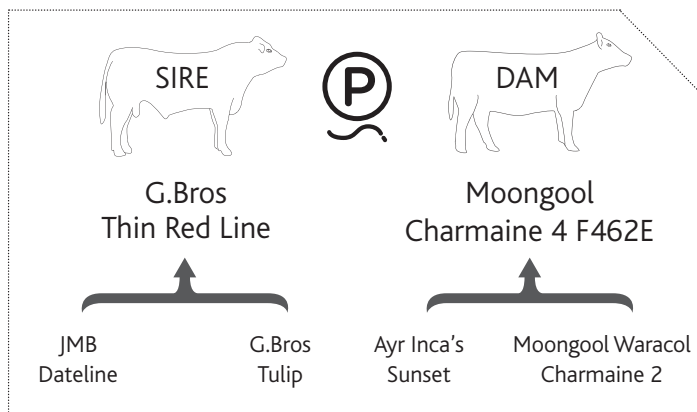 SIRE
P
DAM
G.Bros
Thin Red Line
Moongool
Charmaine 4 F462E
JMB
Dateline
G.Bros
Tulip
Ayr Inca's
Sunset
Moongool Waracol
Charmaine 2